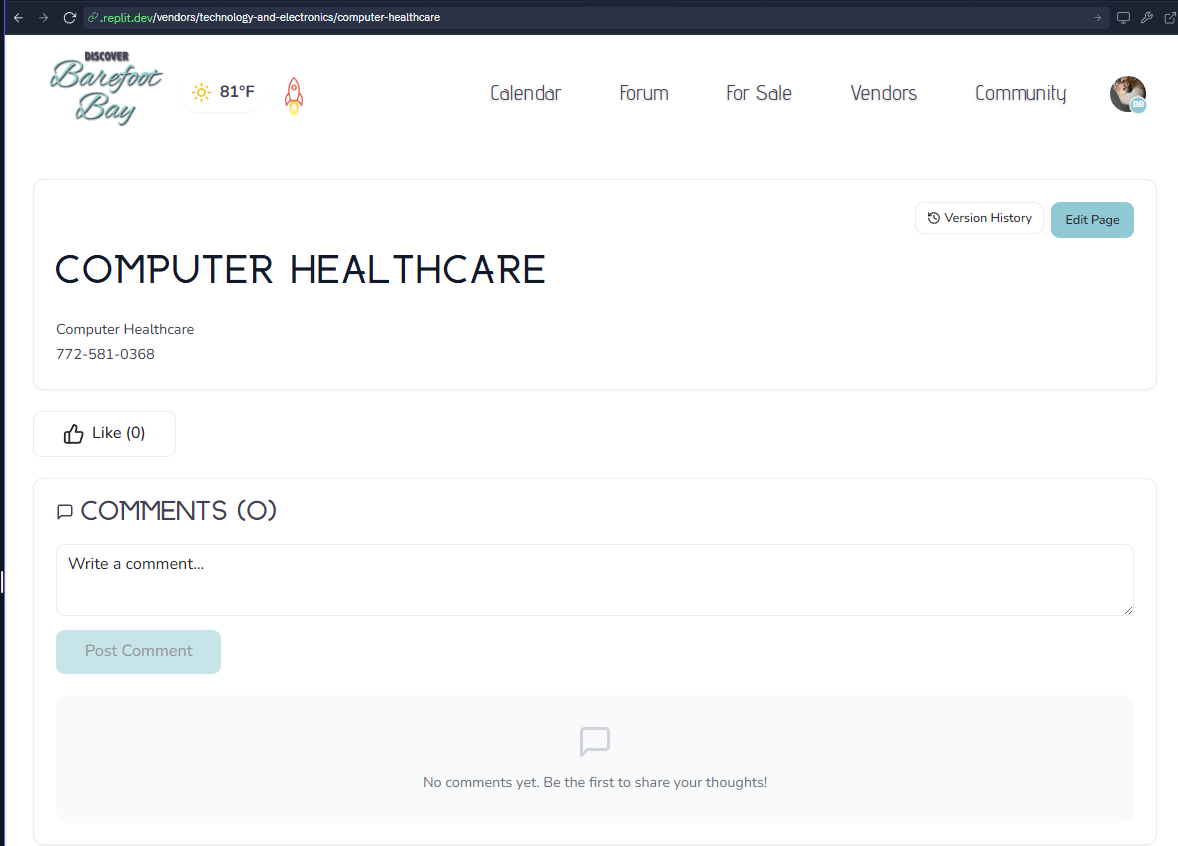 .replit.dev/vendors/technology-and-electronics/computer-healthcare
DISCOVER
Barefoot
Bay
81°F
Calendar
Forum
For Sale
Vendors
Community
BB
Version History
Edit Page
COMPUTER HEALTHCARE
Computer Healthcare
772-581-0368
Like (0)
COMMENTS (0)
Write a comment...
Post Comment
No comments yet. Be the first to share your thoughts!